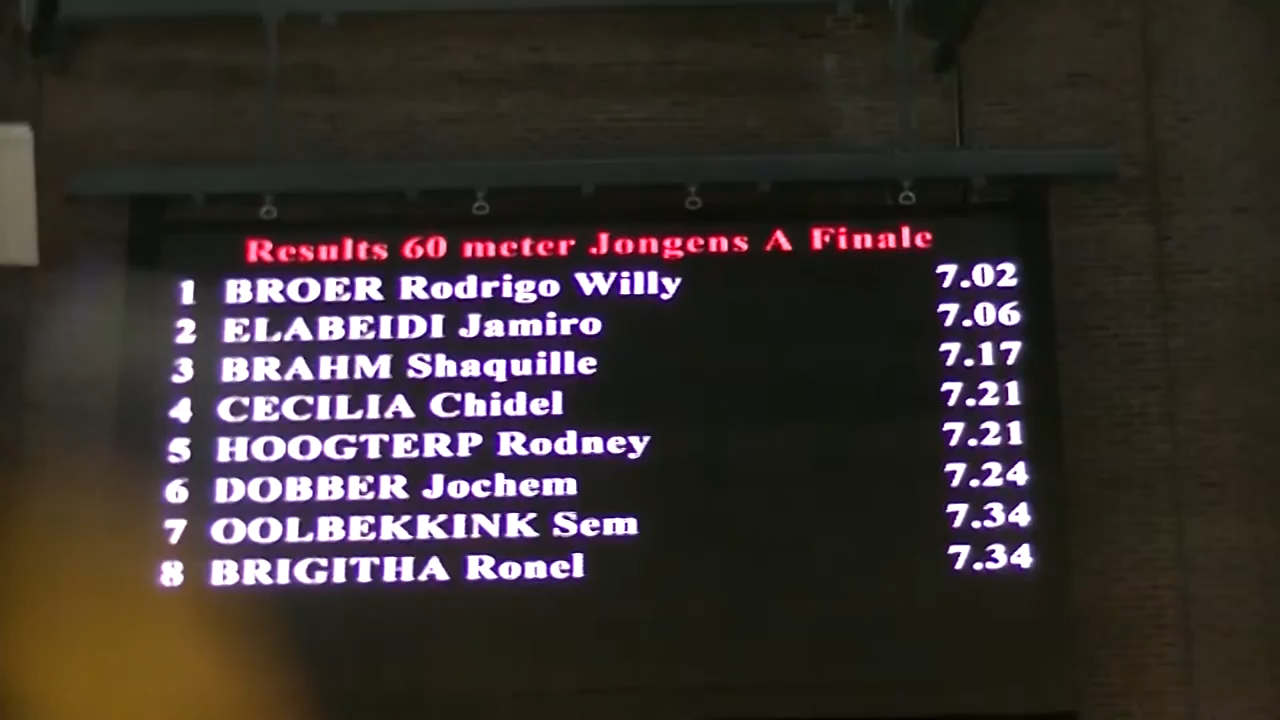 Results 60 meter Jongens A Finale
1 BROER Rodrigo Willy 7.02
2 ELABEIDI Jamiro 7.06
3 BRAHM Shaquille 7.17
4 CECILIA Chidel 7.21
5 HOOGTERP Rodney 7.21
6 DOBBER Jochem 7.24
7 OOLBEKKINK Sem 7.34
8 BRIGITHA Ronel 7.34